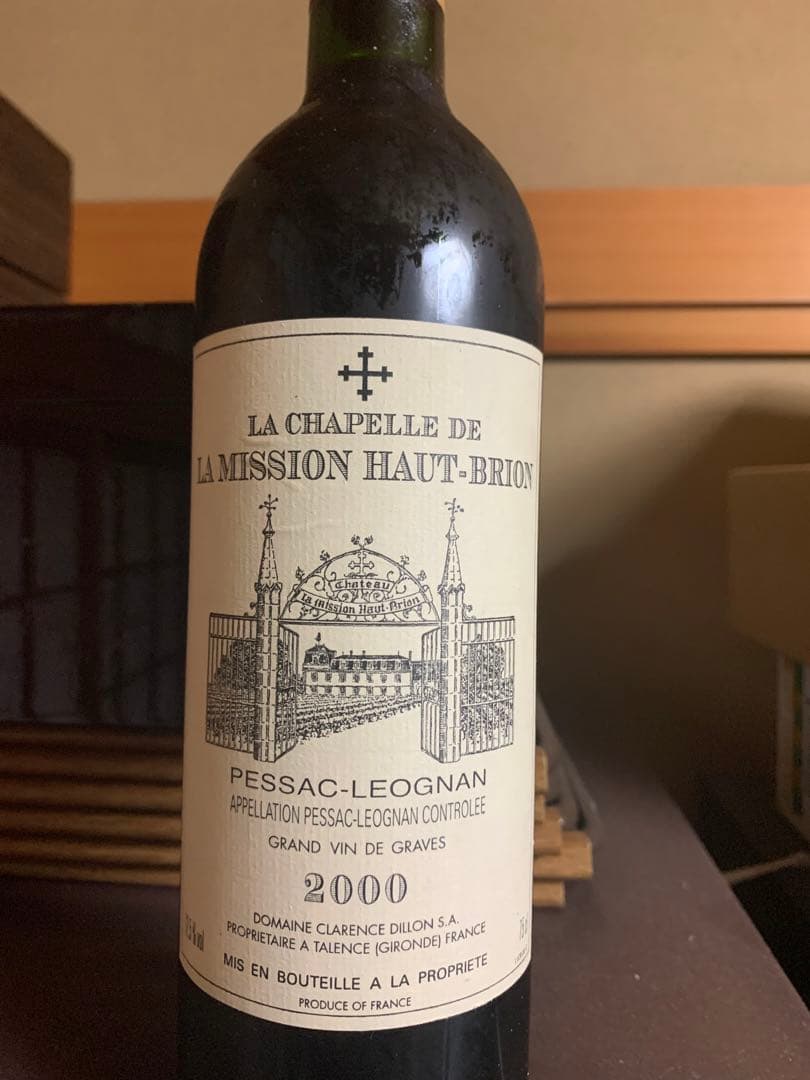 LA CHAPELLE DE
LA MISSION HAUT-BRION
Chateau
La Mission Haut-Brion
PESSAC-LEOGNAN
APPELLATION PESSAC-LEOGNAN CONTROLEE
GRAND VIN DE GRAVES
2000
DOMAINE CLARENCE DILLON S.A.
PROPRIETAIRE A TALENCE (GIRONDE) FRANCE
MIS EN BOUTEILLE A LA PROPRIETE
PRODUCE OF FRANCE